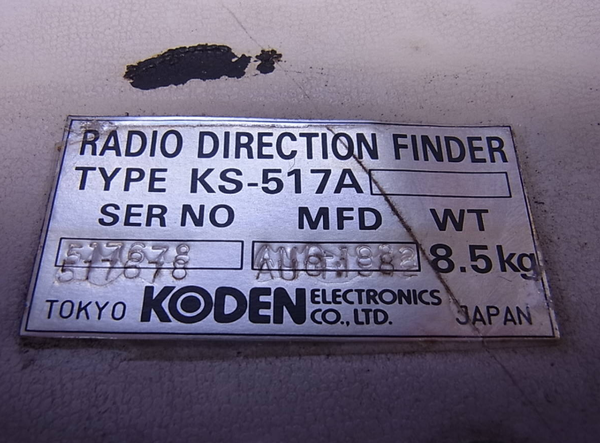 RADIO DIRECTION FINDER
TYPE KS-517A
SER NO MFD WT
517678 AUG.1982 8.5kg
TOKYO KODEN ELECTRONICS CO.,LTD. JAPAN